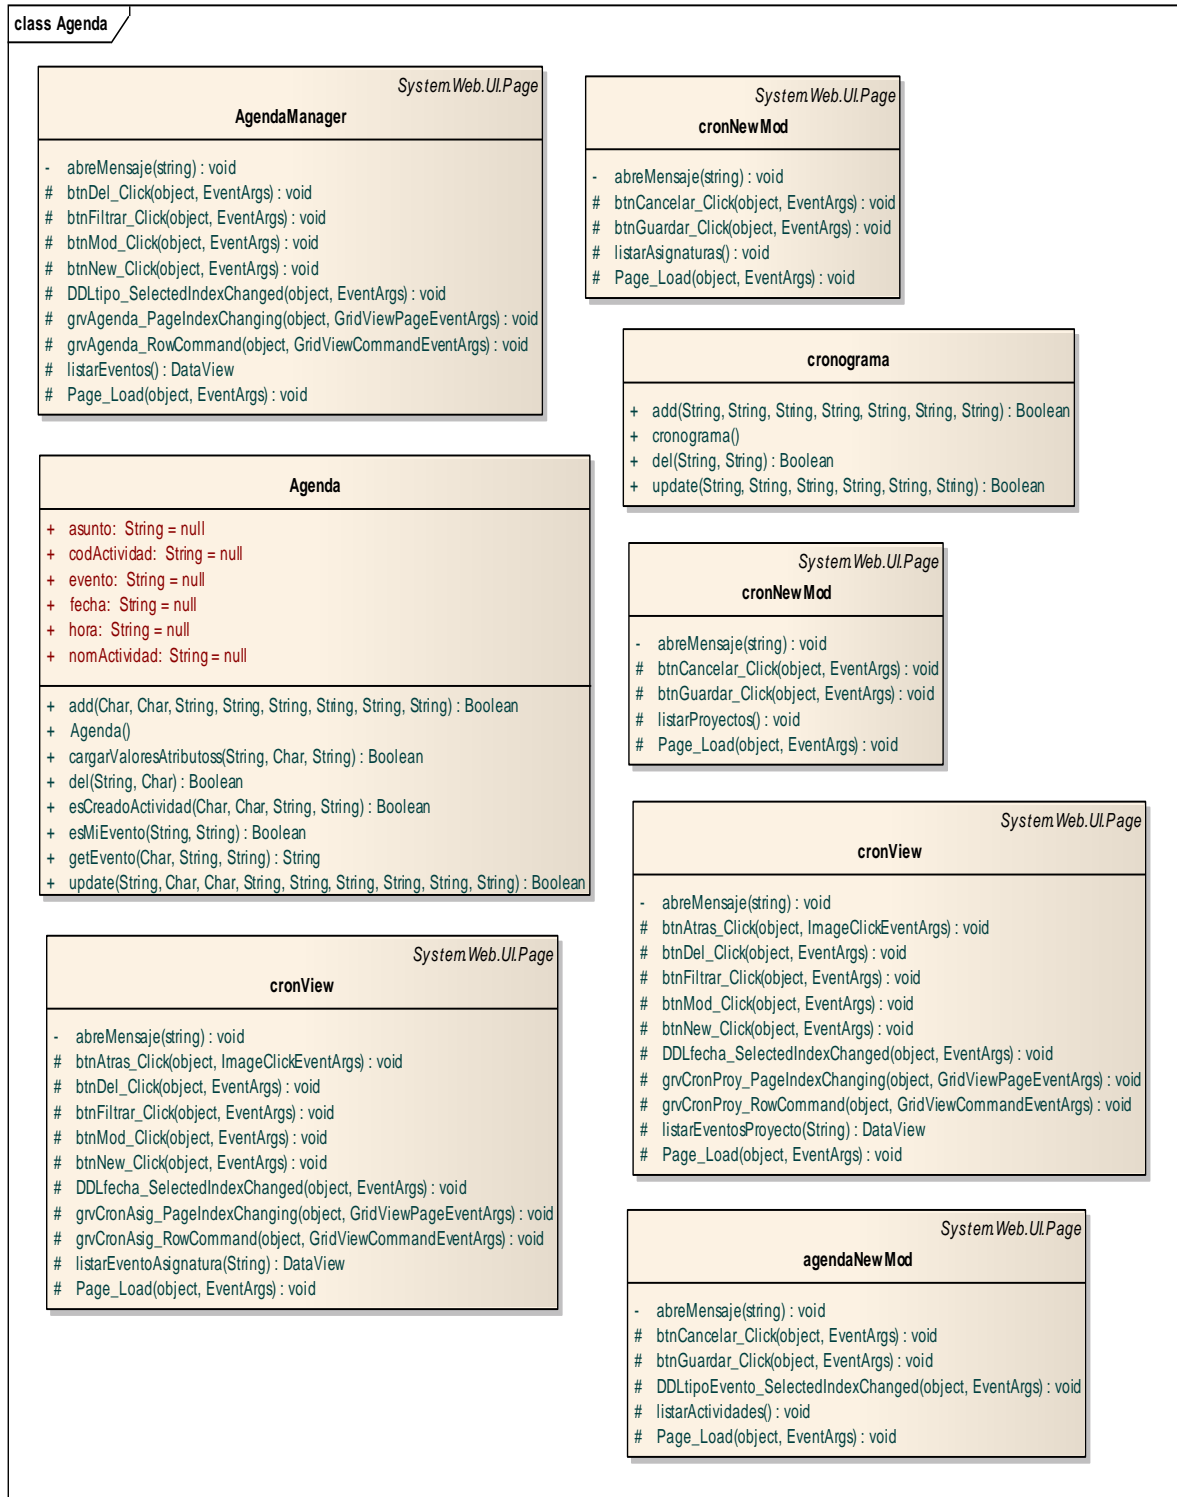 class Agenda
System.Web.UI.Page
AgendaManager
- abreMensaje(string) : void
# btnDel_Click(object, EventArgs) : void
# btnFiltrar_Click(object, EventArgs) : void
# btnMod_Click(object, EventArgs) : void
# btnNew_Click(object, EventArgs) : void
# DDLtipo_SelectedIndexChanged(object, EventArgs) : void
# grvAgenda_PageIndexChanging(object, GridViewPageEventArgs) : void
# grvAgenda_RowCommand(object, GridViewCommandEventArgs) : void
# listarEventos() : DataView
# Page_Load(object, EventArgs) : void
Agenda
+ asunto: String = null
+ codActividad: String = null
+ evento: String = null
+ fecha: String = null
+ hora: String = null
+ nomActividad: String = null
+ add(Char, Char, String, String, String, String, String, String) : Boolean
+ Agenda()
+ cargarValoresAtributoss(String, Char, String) : Boolean
+ del(String, Char) : Boolean
+ esCreadoActividad(Char, Char, String, String) : Boolean
+ esMiEvento(String, String) : Boolean
+ getEvento(Char, String, String) : String
+ update(String, Char, Char, String, String, String, String, String, String) : Boolean
System.Web.UI.Page
cronView
- abreMensaje(string) : void
# btnAtras_Click(object, ImageClickEventArgs) : void
# btnDel_Click(object, EventArgs) : void
# btnFiltrar_Click(object, EventArgs) : void
# btnMod_Click(object, EventArgs) : void
# btnNew_Click(object, EventArgs) : void
# DDLfecha_SelectedIndexChanged(object, EventArgs) : void
# grvCronAsig_PageIndexChanging(object, GridViewPageEventArgs) : void
# grvCronAsig_RowCommand(object, GridViewCommandEventArgs) : void
# listarEventoAsignatura(String) : DataView
# Page_Load(object, EventArgs) : void
System.Web.UI.Page
cronNewMod
- abreMensaje(string) : void
# btnCancelar_Click(object, EventArgs) : void
# btnGuardar_Click(object, EventArgs) : void
# listarAsignaturas() : void
# Page_Load(object, EventArgs) : void
cronograma
+ add(String, String, String, String, String, String, String) : Boolean
+ cronograma()
+ del(String, String) : Boolean
+ update(String, String, String, String, String, String) : Boolean
System.Web.UI.Page
cronNewMod
- abreMensaje(string) : void
# btnCancelar_Click(object, EventArgs) : void
# btnGuardar_Click(object, EventArgs) : void
# listarProyectos() : void
# Page_Load(object, EventArgs) : void
System.Web.UI.Page
cronView
- abreMensaje(string) : void
# btnAtras_Click(object, ImageClickEventArgs) : void
# btnDel_Click(object, EventArgs) : void
# btnFiltrar_Click(object, EventArgs) : void
# btnMod_Click(object, EventArgs) : void
# btnNew_Click(object, EventArgs) : void
# DDLfecha_SelectedIndexChanged(object, EventArgs) : void
# grvCronProy_PageIndexChanging(object, GridViewPageEventArgs) : void
# grvCronProy_RowCommand(object, GridViewCommandEventArgs) : void
# listarEventosProyecto(String) : DataView
# Page_Load(object, EventArgs) : void
System.Web.UI.Page
agendaNewMod
- abreMensaje(string) : void
# btnCancelar_Click(object, EventArgs) : void
# btnGuardar_Click(object, EventArgs) : void
# DDLtipoEvento_SelectedIndexChanged(object, EventArgs) : void
# listarActividades() : void
# Page_Load(object, EventArgs) : void